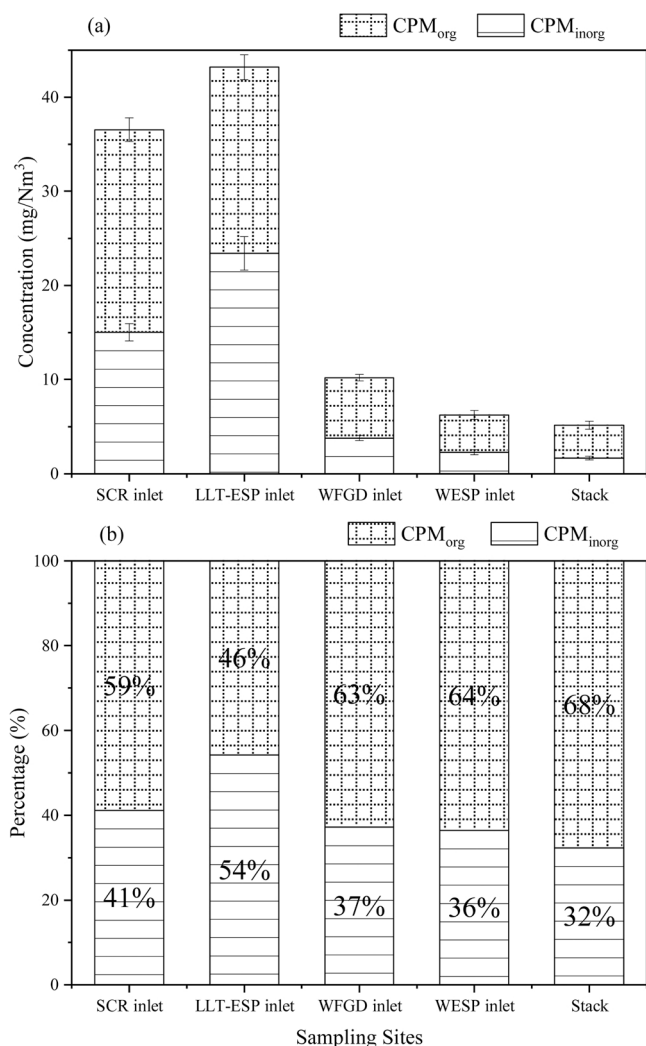 (a)
CPMorg CPMinorg
Concentration (mg/Nm³)
40
30
20
10
0
SCR inlet LLT-ESP inlet WFGD inlet WESP inlet Stack
(b)
CPMorg CPMinorg
Percentage (%)
100
80
60
40
20
0
59% 46% 63% 64% 68%
41% 54% 37% 36% 32%
SCR inlet LLT-ESP inlet WFGD inlet WESP inlet Stack
Sampling Sites